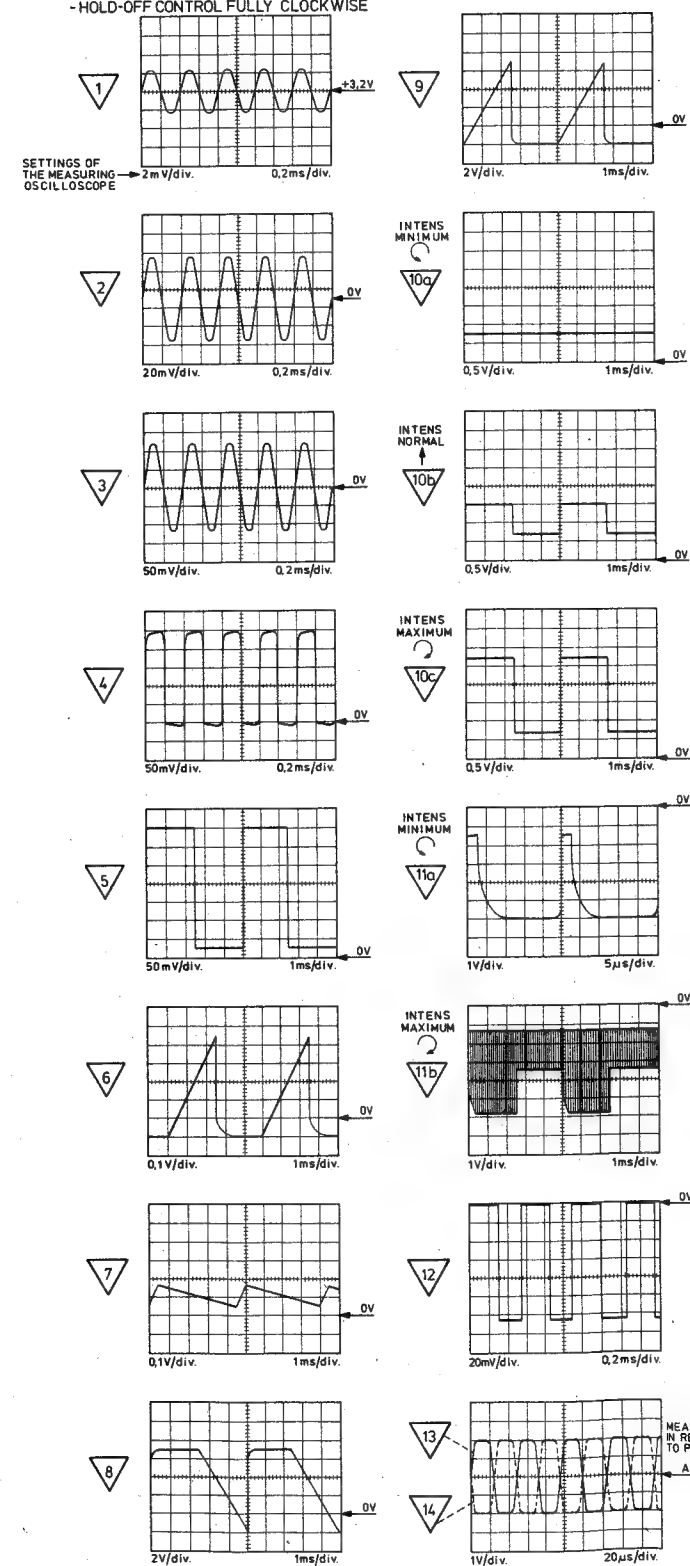 - HOLD-OFF CONTROL FULLY CLOCKWISE
1
+3,2V
SETTINGS OF
THE MEASURING
OSCILLOSCOPE
2mV/div. 0,2ms/div.
2
0V
20mV/div. 0,2ms/div.
3
0V
50mV/div. 0,2ms/div.
4
0V
50mV/div. 0,2ms/div.
5
0V
50mV/div. 1ms/div.
6
0V
0,1V/div. 1ms/div.
7
0V
0,1V/div. 1ms/div.
8
0V
2V/div. 1ms/div.
9
0V
2V/div. 1ms/div.
INTENS
MINIMUM
10a
0V
0,5V/div. 1ms/div.
INTENS
NORMAL
10b
0V
0,5V/div. 1ms/div.
INTENS
MAXIMUM
10c
0V
0,5V/div. 1ms/div.
INTENS
MINIMUM
11a
0V
1V/div. 5µs/div.
INTENS
MAXIMUM
11b
0V
1V/div. 1ms/div.
12
0V
20mV/div. 0,2ms/div.
13
14
MEA
IN RE
TO P
A
1V/div. 20µs/div.